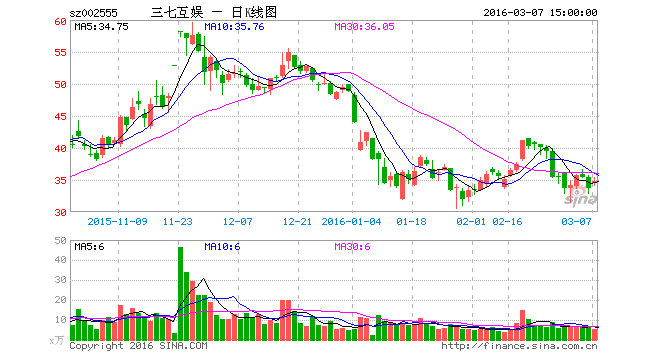 sz002555 三七互娱 — 日K线图 2016-03-07 15:00:00
MA5:34.75 MA10:35.76 MA30:36.05
60
55
50
45
40
35
30
sina
2015-11-09 11-23 12-07 12-21 2016-01-04 01-18 02-01 02-16 03-07
MA5:6 MA10:6 MA30:6
50
40
30
20
10
x万
Copyright 2016 SINA.COM http://finance.sina.com.cn